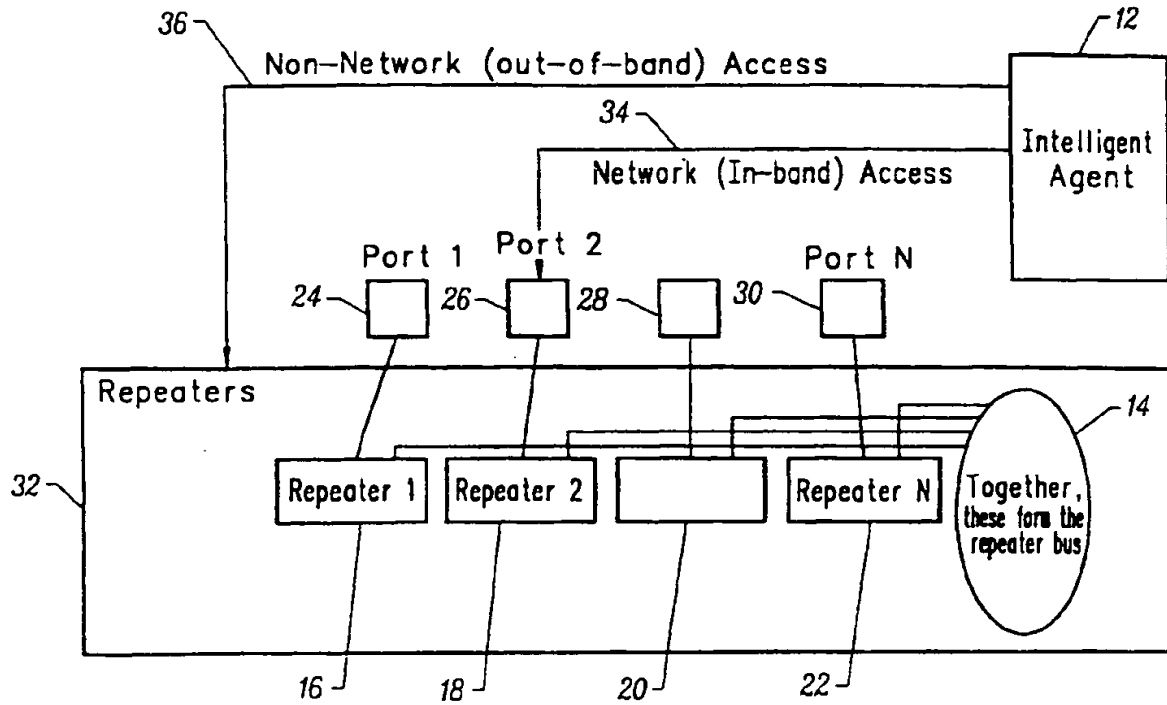 36
12
Non-Network (out-of-band) Access
34
Intelligent
Agent
Network (In-band) Access
Port 1
Port 2
Port N
24
26
28
30
Repeaters
14
32
Repeater 1
Repeater 2
Repeater N
Together,
these form the
repeater bus
16
18
20
22